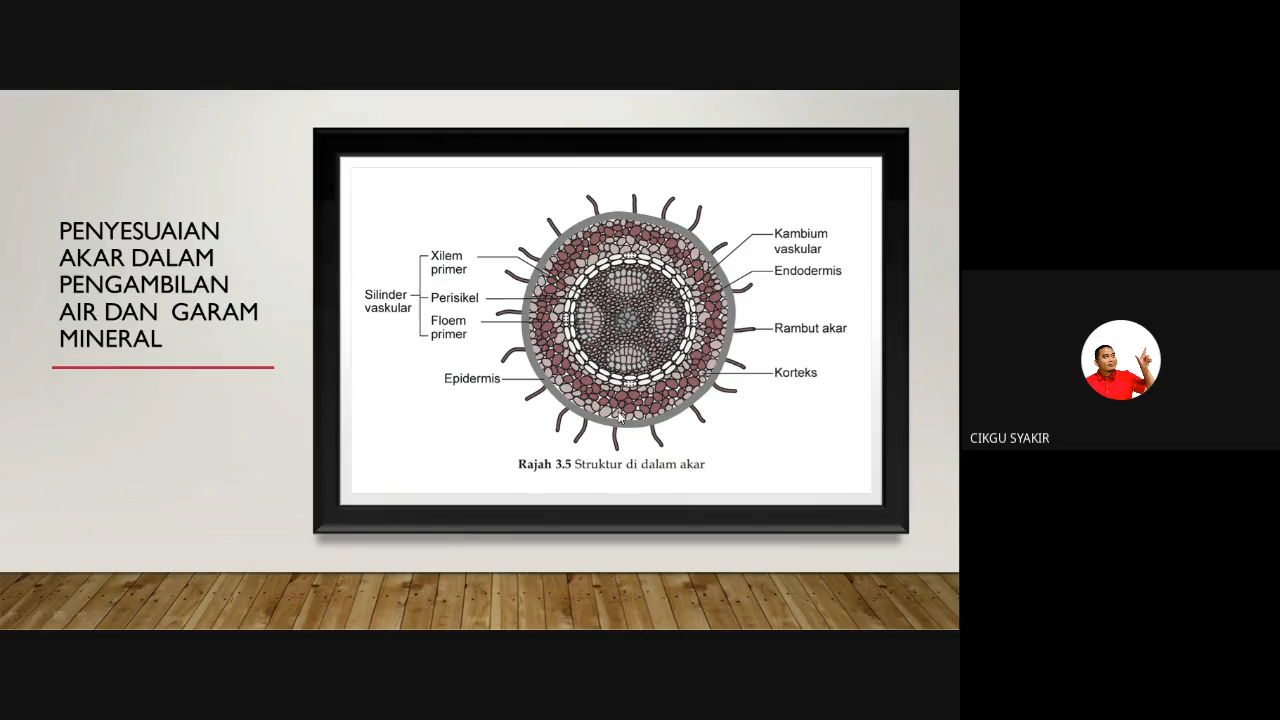 PENYESUAIAN
AKAR DALAM
PENGAMBILAN
AIR DAN GARAM
MINERAL
Silinder
vaskular
Xilem
primer
Perisikel
Floem
primer
Epidermis
Kambium
vaskular
Endodermis
Rambut akar
Korteks
Rajah 3.5 Struktur di dalam akar
CIKGU SYAKIR